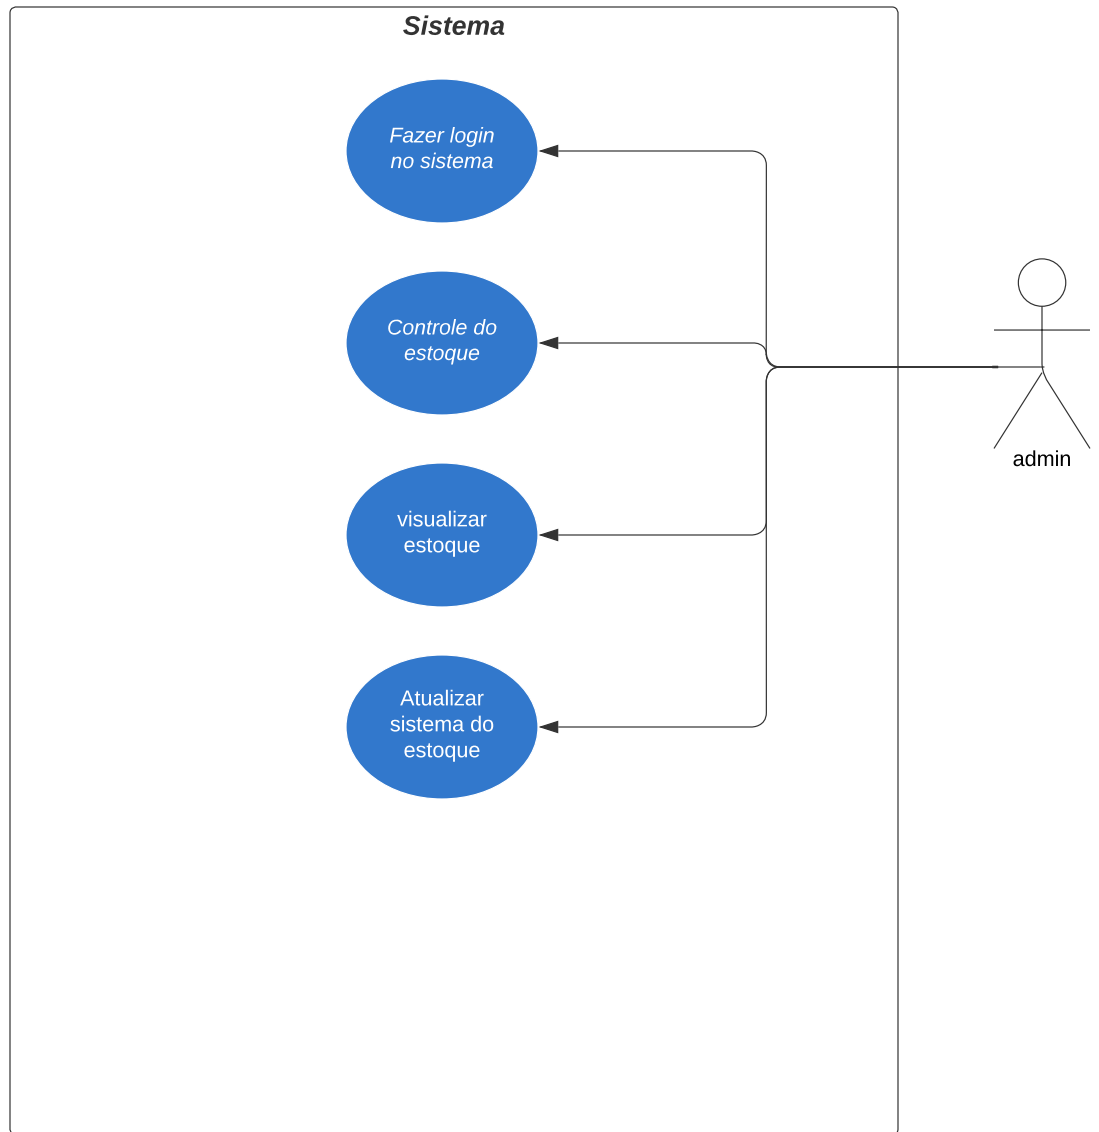 Sistema
Fazer login
no sistema
Controle do
estoque
visualizar
estoque
Atualizar
sistema do
estoque
admin